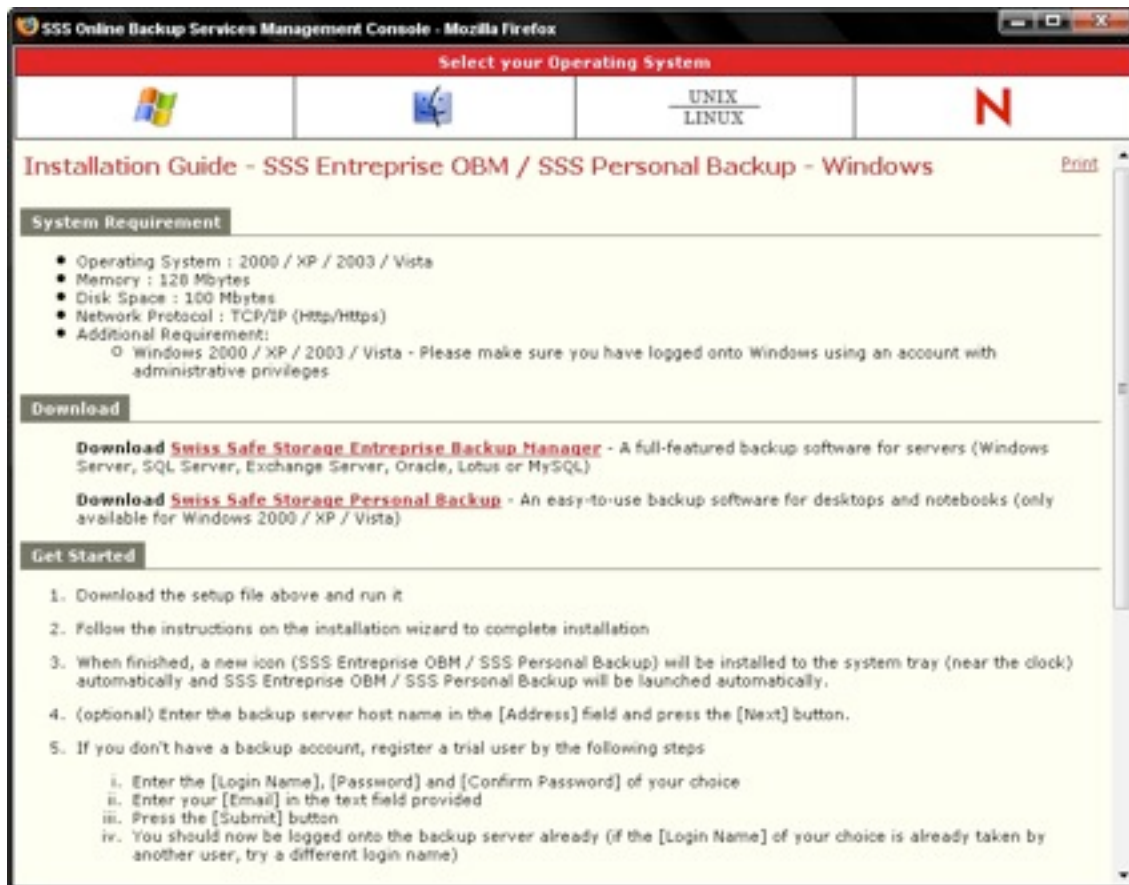 SSS Online Backup Services Management Console - Mozilla Firefox
Select your Operating System
UNIX
LINUX
N
Installation Guide - SSS Entreprise OBM / SSS Personal Backup - Windows
Print
System Requirement
Operating System : 2000 / XP / 2003 / Vista
Memory : 128 Mbytes
Disk Space : 100 Mbytes
Network Protocol : TCP/IP (Http/Https)
Additional Requirement:
Windows 2000 / XP / 2003 / Vista - Please make sure you have logged onto Windows using an account with
administrative privileges
Download
Download Swiss Safe Storage Entreprise Backup Manager - A full-featured backup software for servers (Windows
Server, SQL Server, Exchange Server, Oracle, Lotus or MySQL)
Download Swiss Safe Storage Personal Backup - An easy-to-use backup software for desktops and notebooks (only
available for Windows 2000 / XP / Vista)
Get Started
1. Download the setup file above and run it
2. Follow the instructions on the installation wizard to complete installation
3. When finished, a new icon (SSS Entreprise OBM / SSS Personal Backup) will be installed to the system tray (near the clock)
automatically and SSS Entreprise OBM / SSS Personal Backup will be launched automatically.
4. (optional) Enter the backup server host name in the [Address] field and press the [Next] button.
5. If you don't have a backup account, register a trial user by the following steps
i. Enter the [Login Name], [Password] and [Confirm Password] of your choice
ii. Enter your [Email] in the text field provided
iii. Press the [Submit] button
iv. You should now be logged onto the backup server already (if the [Login Name] of your choice is already taken by
another user, try a different login name)